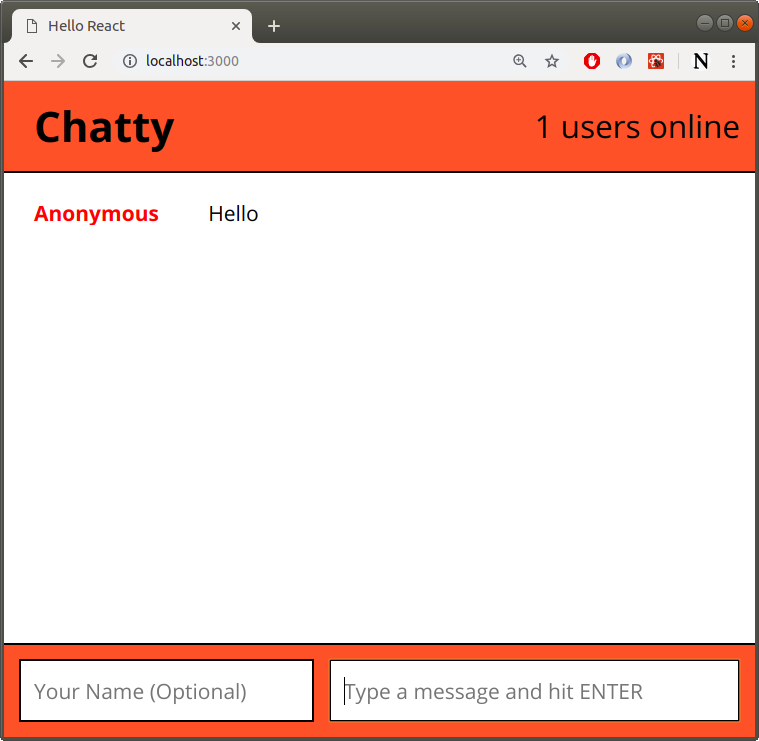 Hello React
localhost:3000
N
Chatty
1 users online
Anonymous Hello
Your Name (Optional)
Type a message and hit ENTER